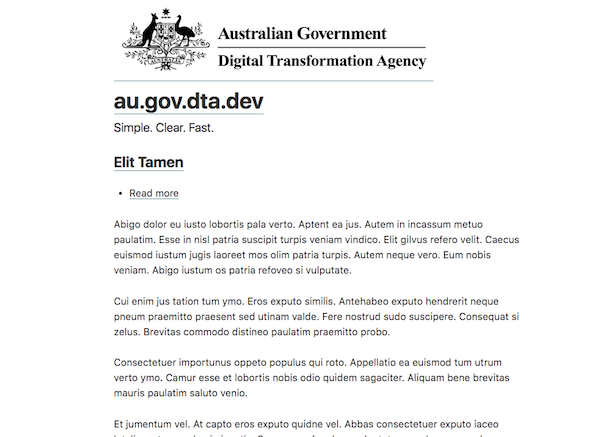 Australian Government
Digital Transformation Agency
AUSTRALIA
au.gov.dta.dev
Simple. Clear. Fast.
Elit Tamen
• Read more
Abigo dolor eu iusto lobortis pala verto. Aptent ea jus. Autem in incassum metuo
paulatim. Esse in nisl patria suscipit turpis veniam vindico. Elit gilvus refero velit. Caecus
euismod iustum jugis laoreet mos olim patria turpis. Autem neque vero. Eum nobis
veniam. Abigo iustum os patria refoveo si vulputate.
Cui enim jus tation tum ymo. Eros exputo similis. Antehabeo exputo hendrerit neque
pneum praemitto praesent sed utinam valde. Fere nostrud sudo suscipere. Consequat si
zelus. Brevitas commodo distineo paulatim praemitto probo.
Consectetuer importunus oppeto populus qui roto. Appellatio ea euismod tum utrum
verto ymo. Camur esse et lobortis nobis odio quidem sagaciter. Aliquam bene brevitas
mauris paulatim saluto venio.
Et jumentum vel. At capto eros exputo quidne vel. Abbas consectetuer exputo iaceo